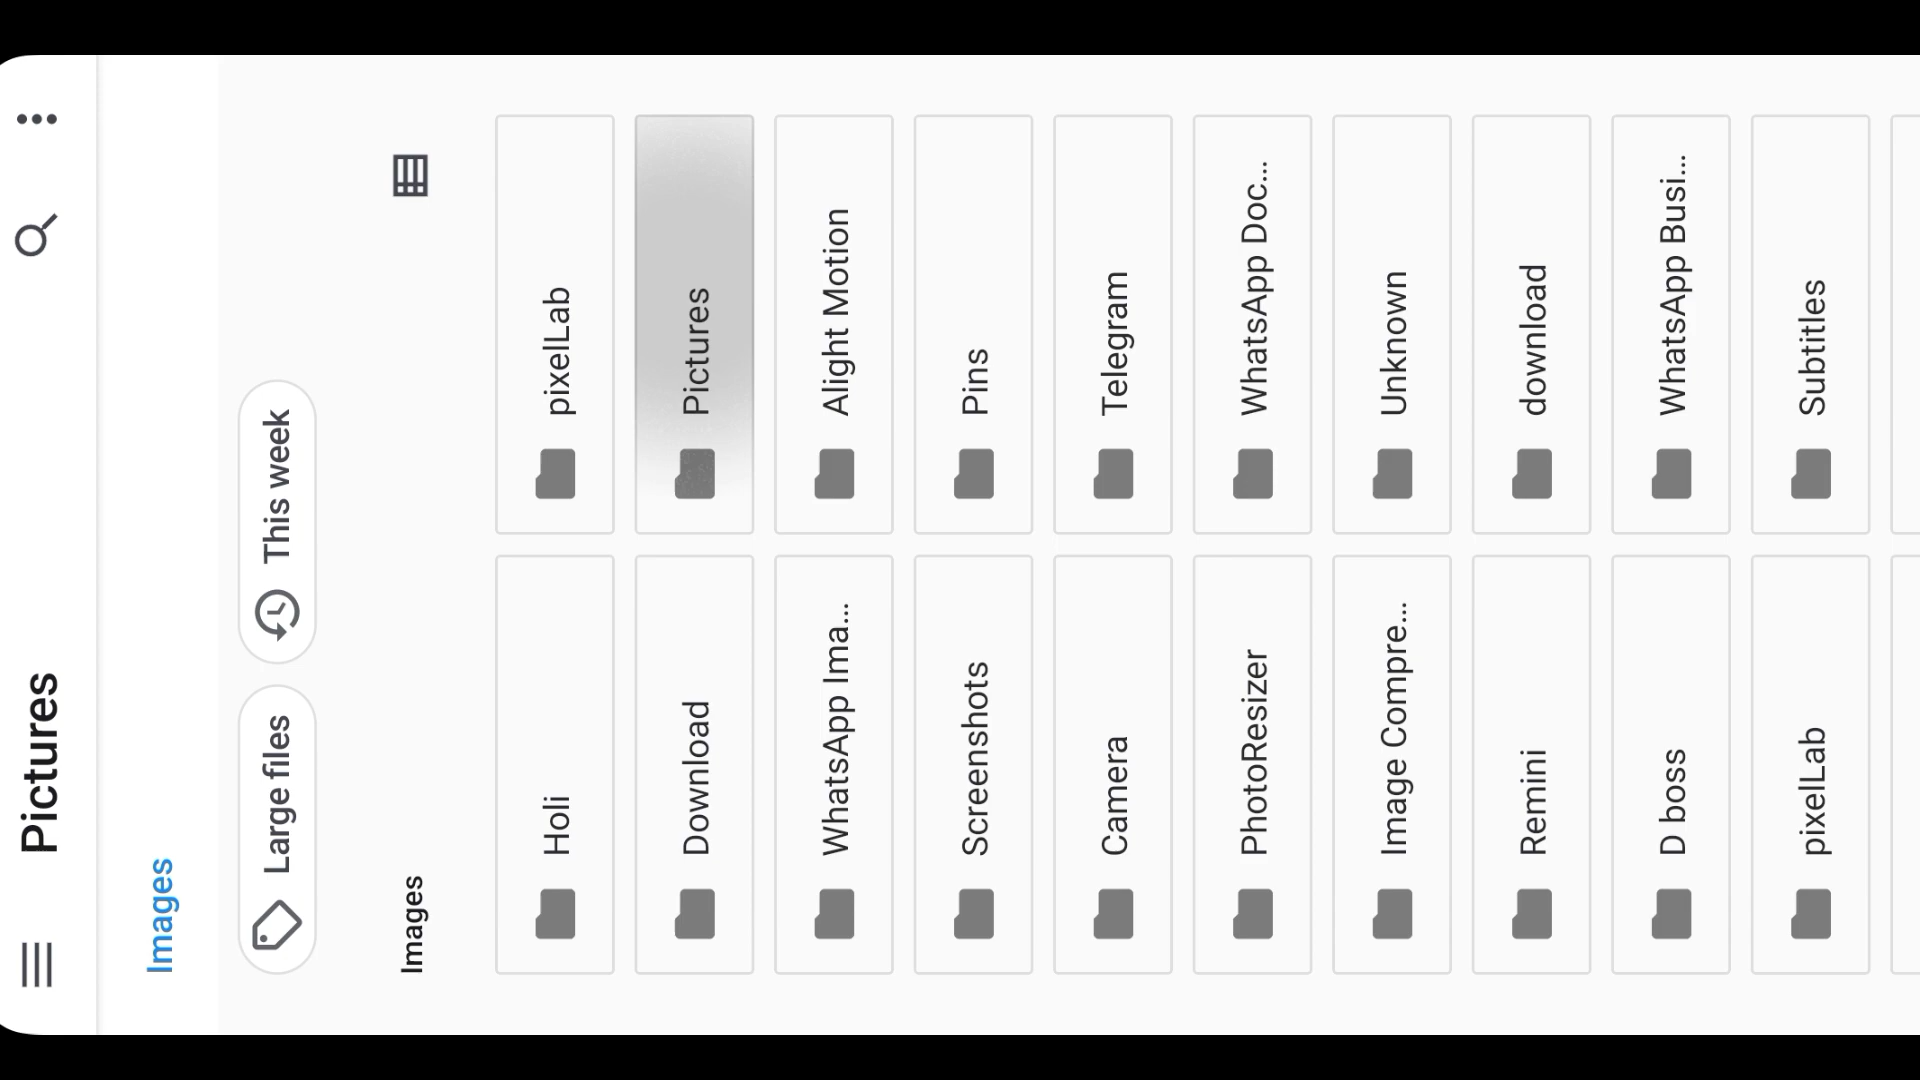 Pictures
Images
Large files
This week
Images
Holi
pixelLab
Download
Pictures
WhatsApp Ima...
Alight Motion
Screenshots
Pins
Camera
Telegram
PhotoResizer
WhatsApp Doc...
Image Compre...
Unknown
Remini
download
D boss
WhatsApp Busi...
pixelLab
Subtitles